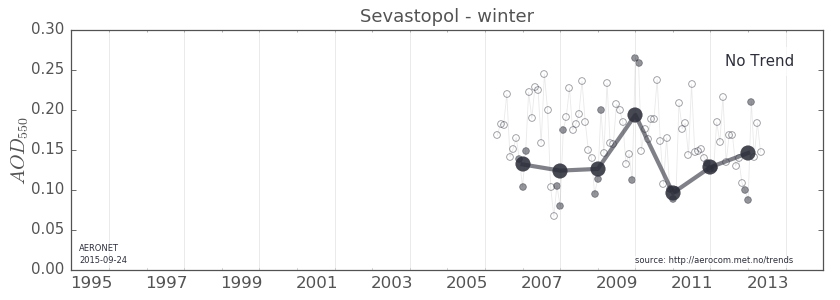 Sevastopol - winter
0.30
0.25
0.20
0.15
0.10
0.05
0.00
AOD550
No Trend
AERONET
2015-09-24
source: http://aerocom.met.no/trends
1995 1997 1999 2001 2003 2005 2007 2009 2011 2013